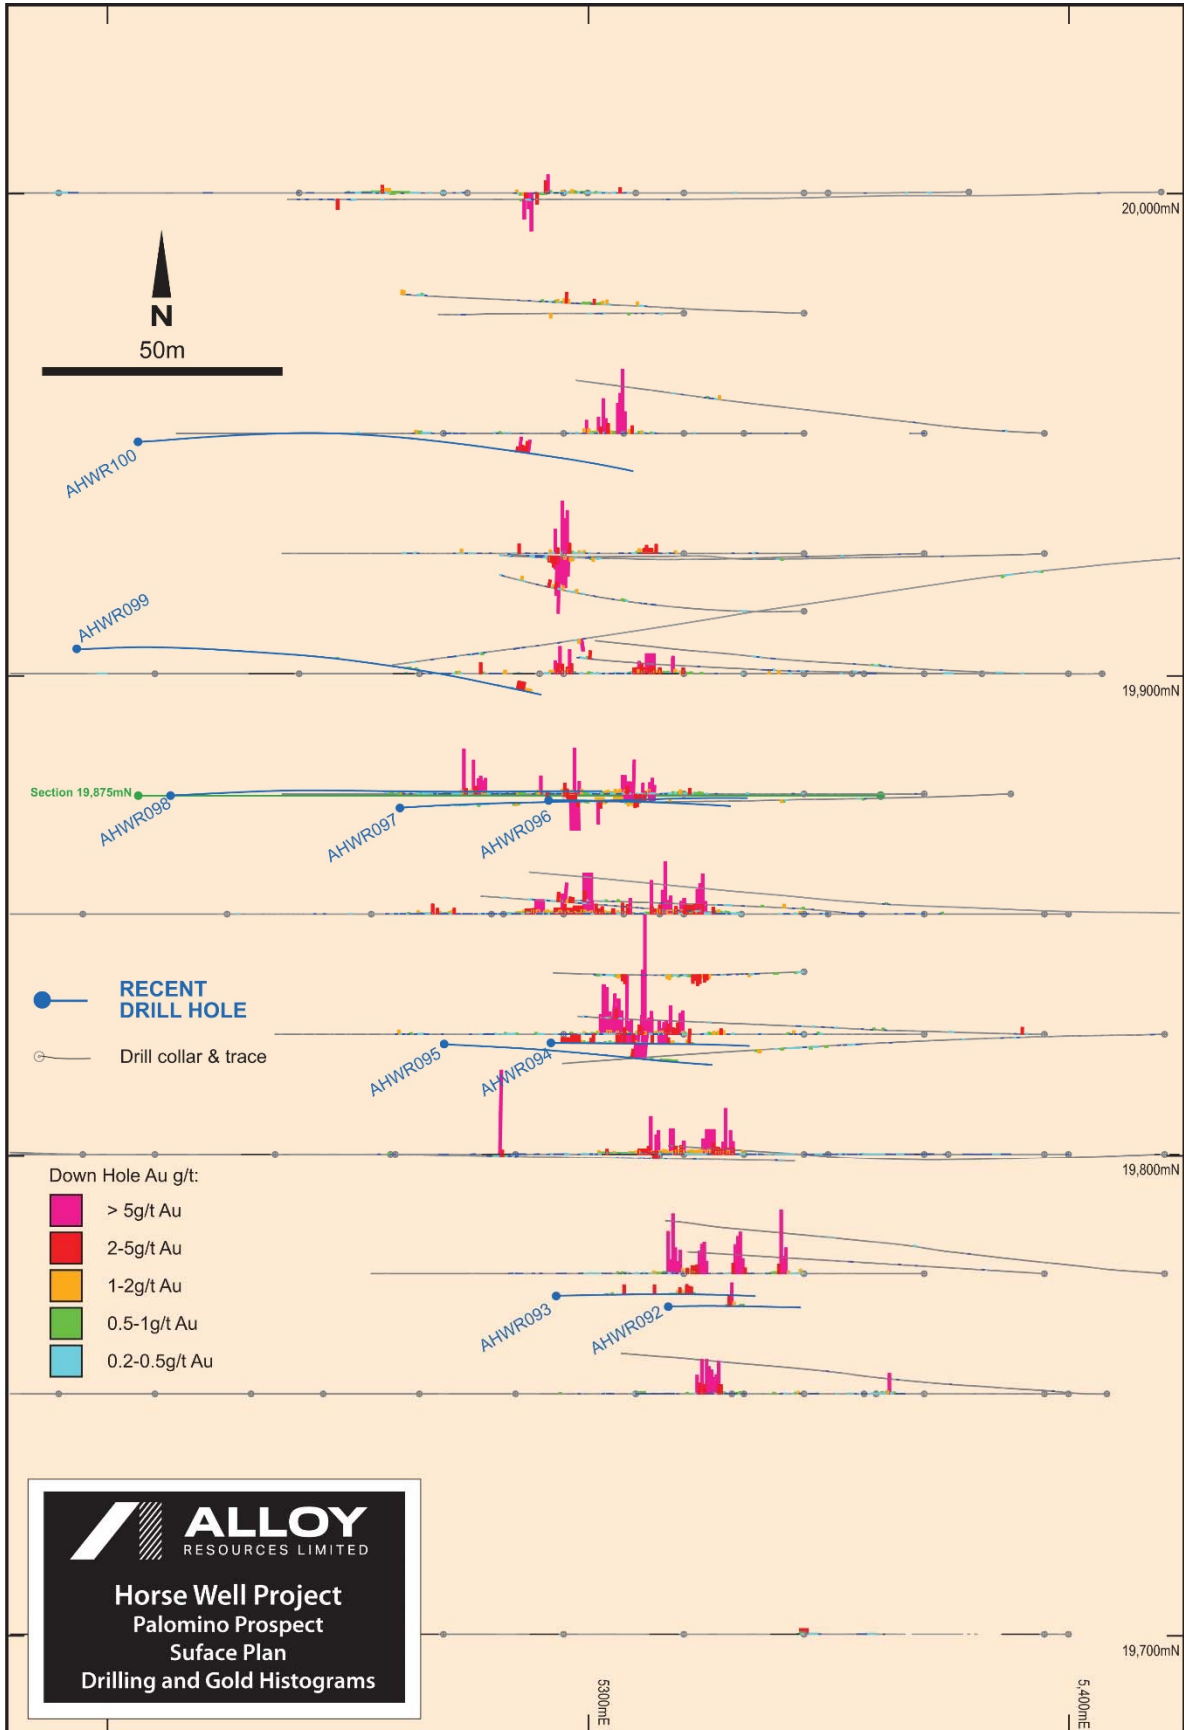 20,000mN
N
50m
AHWR100
AHWR099
19,900mN
Section 19,875mN
AHWR098
AHWR097
AHWR096
RECENT
DRILL HOLE
Drill collar & trace
AHWR095
AHWR094
19,800mN
Down Hole Au g/t:
> 5g/t Au
2-5g/t Au
1-2g/t Au
0.5-1g/t Au
0.2-0.5g/t Au
AHWR093
AHWR092
ALLOY
RESOURCES LIMITED
Horse Well Project
Palomino Prospect
Suface Plan
Drilling and Gold Histograms
19,700mN
5300mE
5,400mE